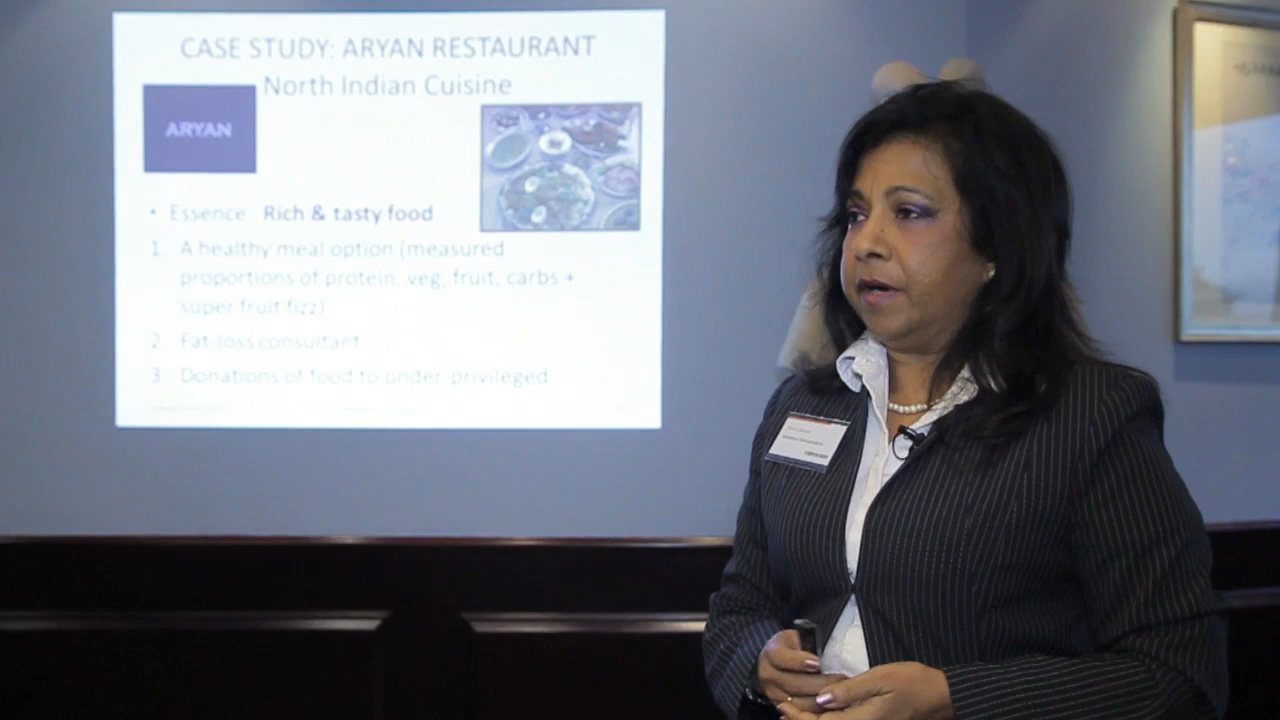 CASE STUDY: ARYAN RESTAURANT
North Indian Cuisine
ARYAN
• Essence Rich & tasty food
1. A healthy meal option (measured
proportions of protein, veg, fruit, carbs +
super fruit fizz)
2. Fat-loss consultant
3. Donations of food to under-privileged